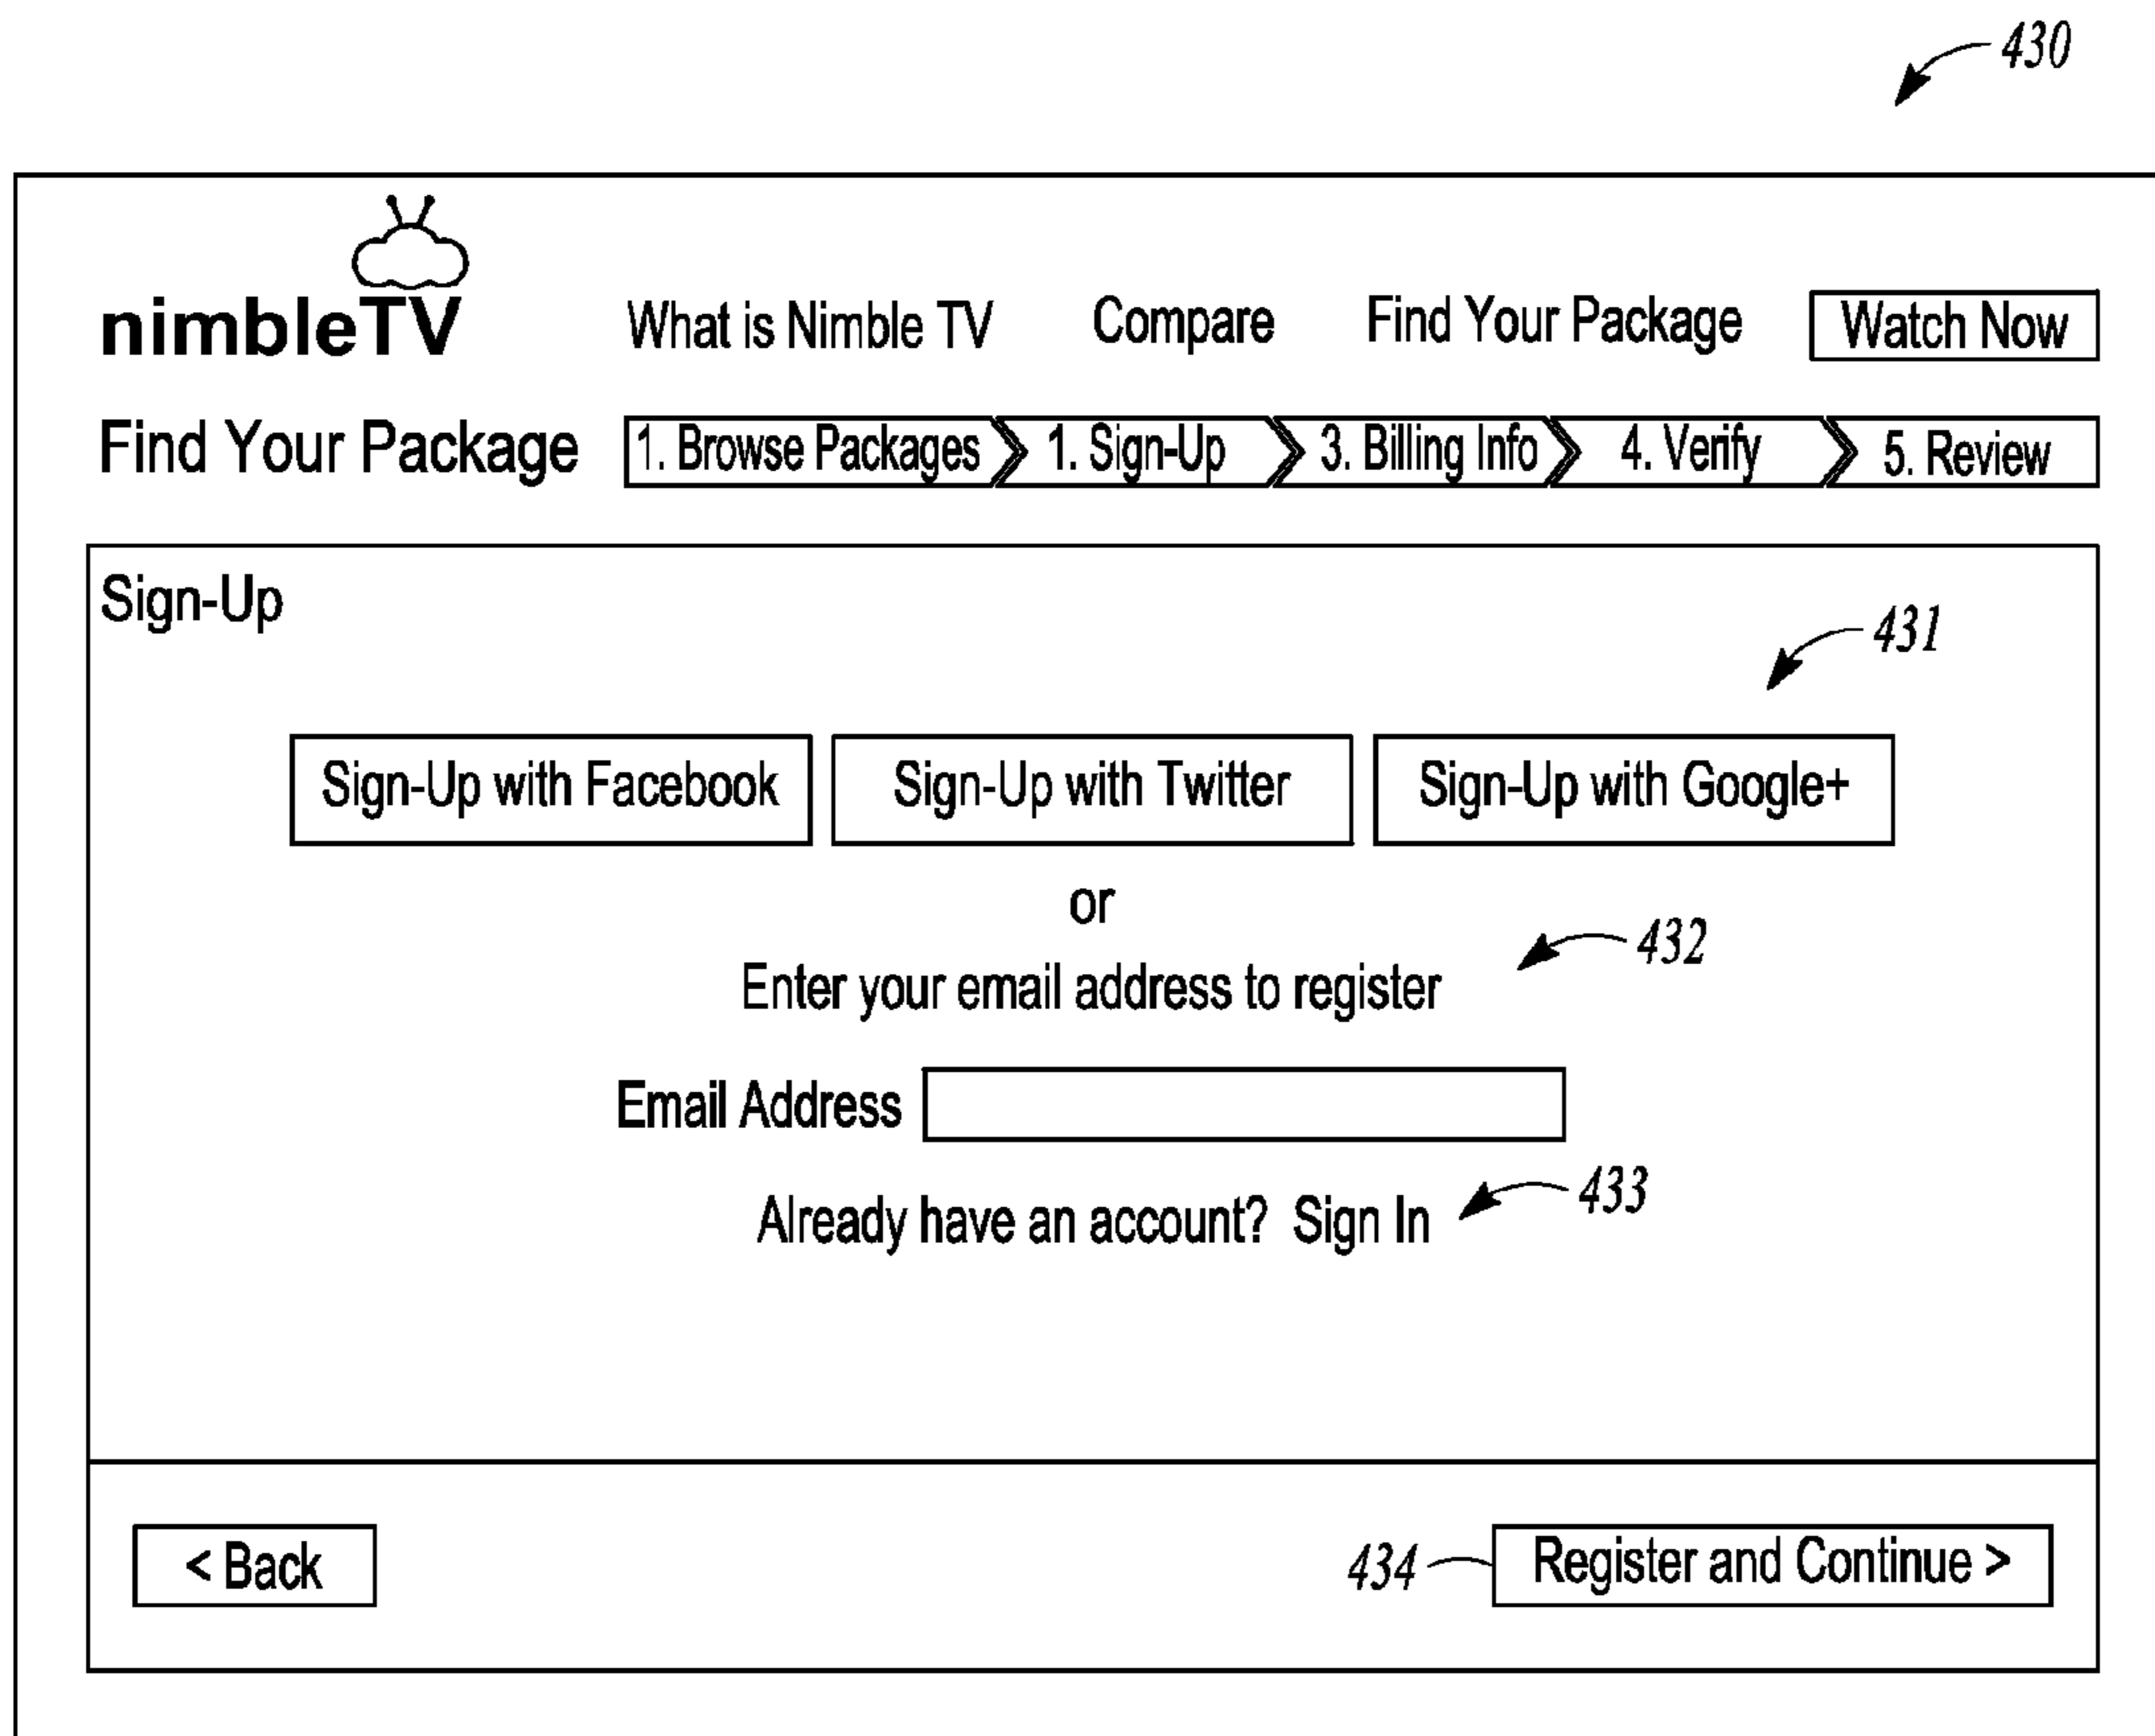 430
nimbleTV
What is Nimble TV Compare Find Your Package Watch Now
Find Your Package 1. Browse Packages 1. Sign-Up 3. Billing Info 4. Verify 5. Review
Sign-Up
431
Sign-Up with Facebook Sign-Up with Twitter Sign-Up with Google+
or
432
Enter your email address to register
Email Address
433
Already have an account? Sign In
< Back 434 Register and Continue >